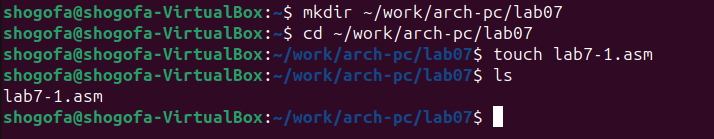 shogofa@shogofa-VirtualBox:~$ mkdir ~/work/arch-pc/lab07
shogofa@shogofa-VirtualBox:~$ cd ~/work/arch-pc/lab07
shogofa@shogofa-VirtualBox:~/work/arch-pc/lab07$ touch lab7-1.asm
shogofa@shogofa-VirtualBox:~/work/arch-pc/lab07$ ls
lab7-1.asm
shogofa@shogofa-VirtualBox:~/work/arch-pc/lab07$